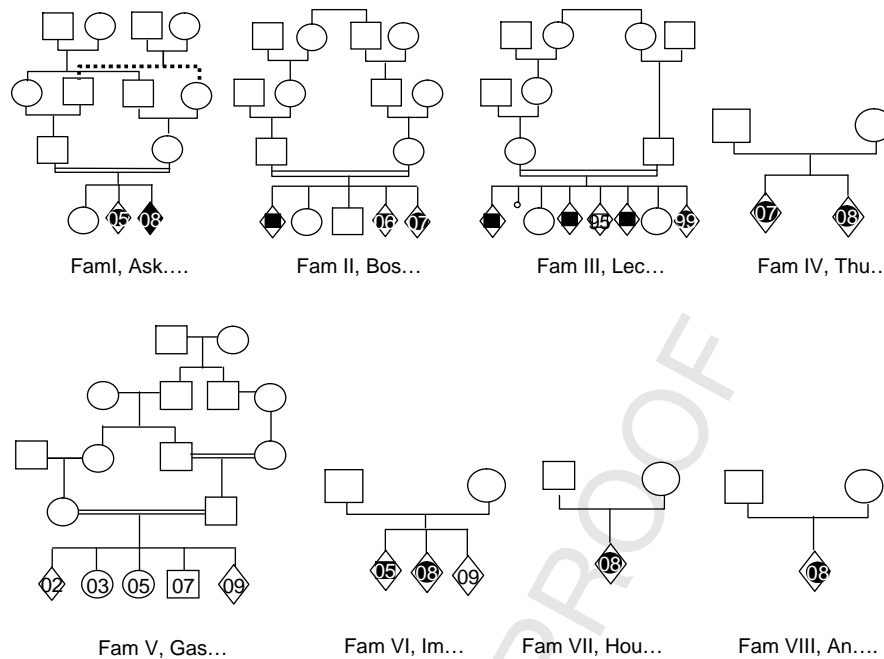 05 08
06 07
95 99
07 08
FamI, Ask....
Fam II, Bos...
Fam III, Lec...
Fam IV, Thu..
02 03 05 07 09
05 08 09
08
08
Fam V, Gas...
Fam VI, Im...
Fam VII, Hou...
Fam VIII, An....
PROOF